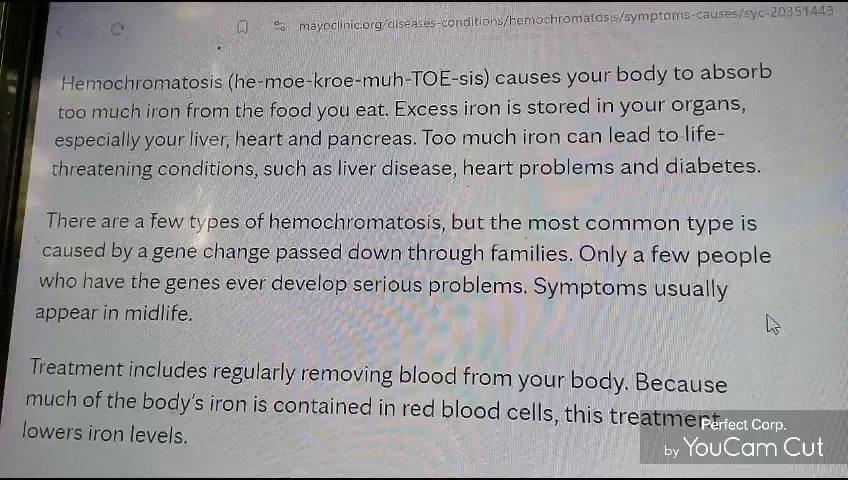 mayoclinic.org/diseases-conditions/hemochromatosis/symptoms-causes/syc-20351443
Hemochromatosis (he-moe-kroe-muh-TOE-sis) causes your body to absorb
too much iron from the food you eat. Excess iron is stored in your organs,
especially your liver, heart and pancreas. Too much iron can lead to life-
threatening conditions, such as liver disease, heart problems and diabetes.
There are a few types of hemochromatosis, but the most common type is
caused by a gene change passed down through families. Only a few people
who have the genes ever develop serious problems. Symptoms usually
appear in midlife.
Treatment includes regularly removing blood from your body. Because
much of the body's iron is contained in red blood cells, this treatment
lowers iron levels.
Perfect Corp.
by YouCam Cut